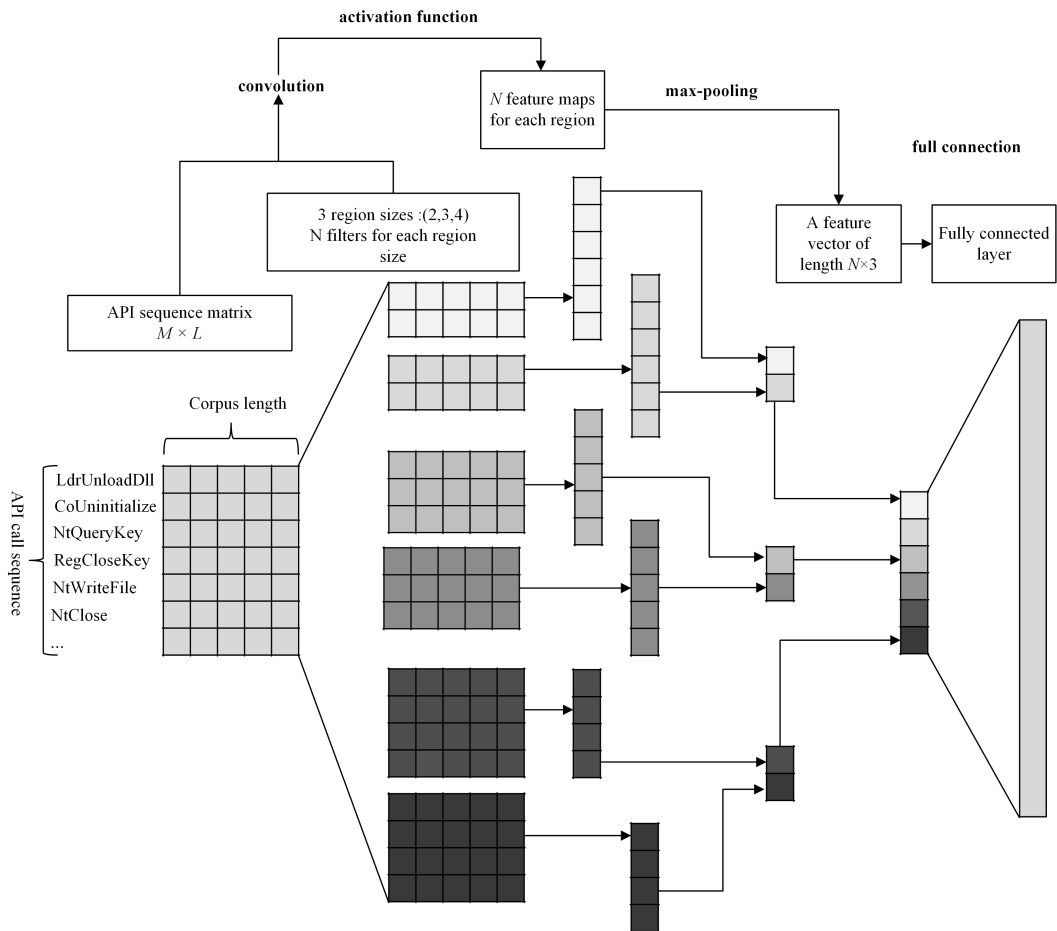 activation function
convolution
N feature maps
for each region
max-pooling
full connection
3 region sizes :(2,3,4)
N filters for each region
size
A feature
vector of
length N×3
Fully connected
layer
API sequence matrix
M × L
Corpus length
API call sequence
LdrUnloadDll
CoUninitialize
NtQueryKey
RegCloseKey
NtWriteFile
NtClose
...